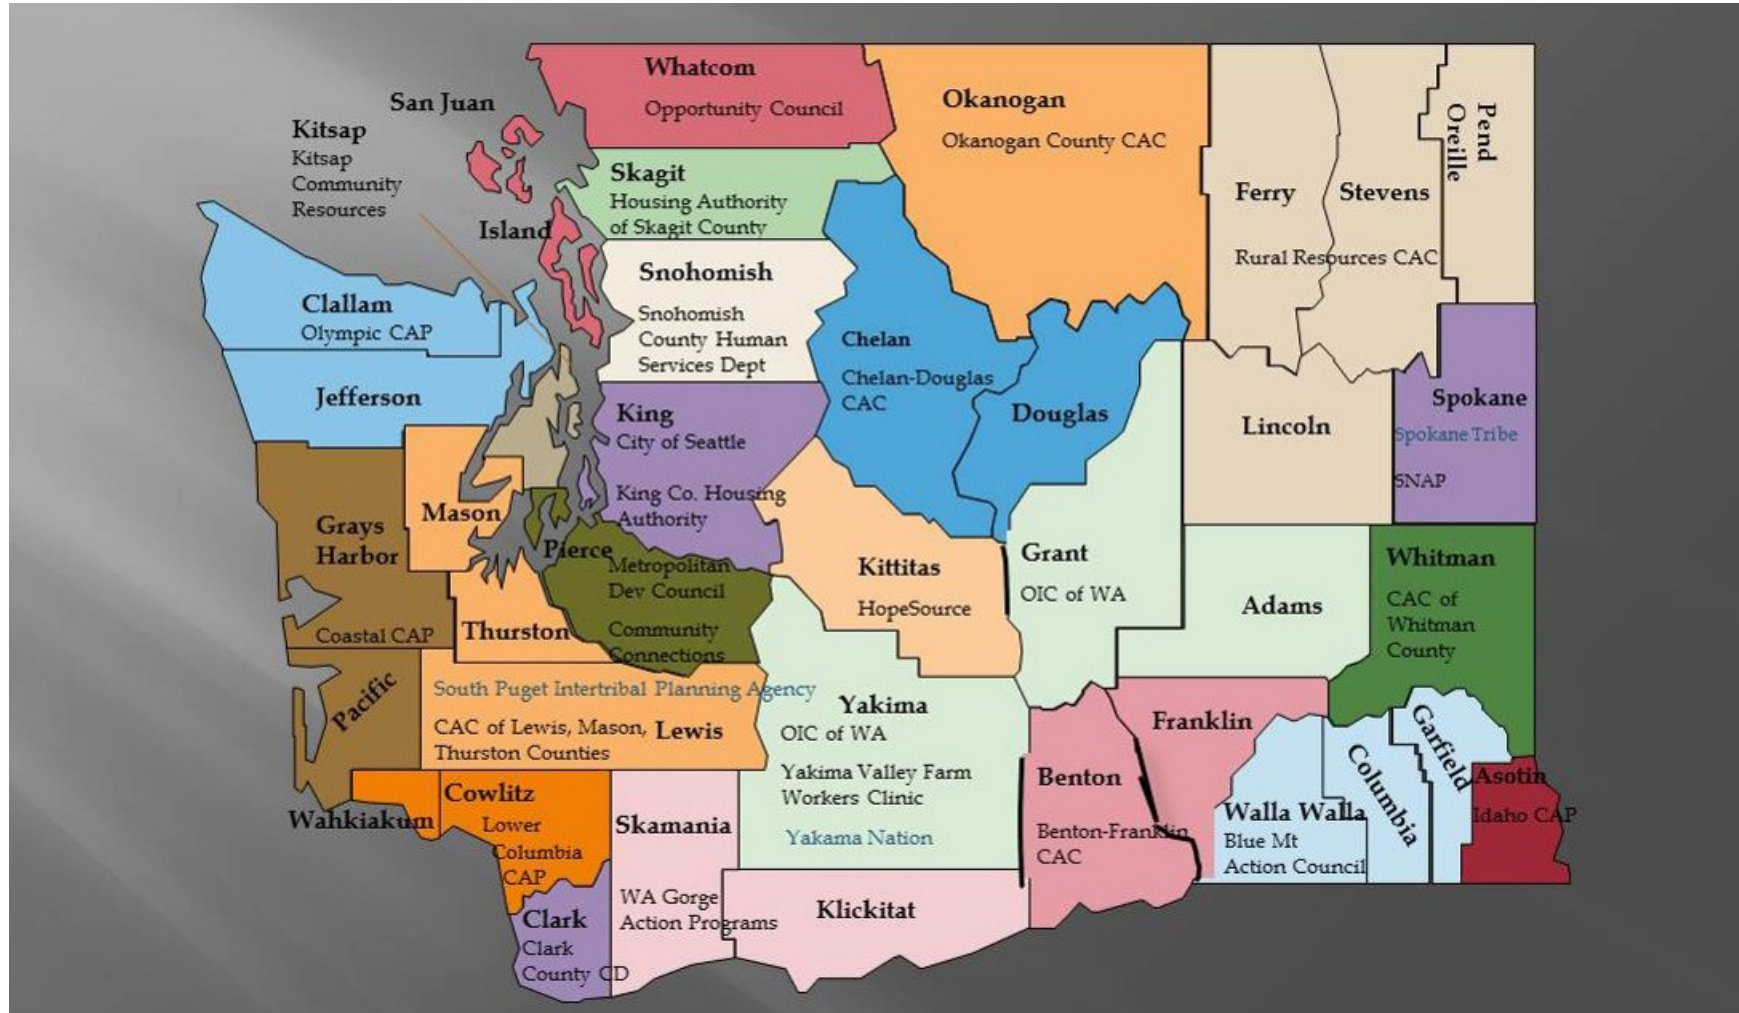 Whatcom
Opportunity Council
San Juan
Kitsap
Kitsap
Community
Resources
Island
Skagit
Housing Authority
of Skagit County
Okanogan
Okanogan County CAC
Ferry
Stevens
Pend
Oreille
Rural Resources CAC
Clallam
Olympic CAP
Jefferson
Snohomish
Snohomish
County Human
Services Dept
Chelan
Chelan-Douglas
CAC
Douglas
King
City of Seattle
King Co. Housing
Authority
Lincoln
Spokane
Spokane Tribe
SNAP
Grays
Harbor
Coastal CAP
Mason
Pierce
Metropolitan
Dev Council
Community
Connections
Kittitas
HopeSource
Grant
OIC of WA
Adams
Whitman
CAC of
Whitman
County
Thurston
Pacific
South Puget Intertribal Planning Agency
CAC of Lewis, Mason,
Thurston Counties
Lewis
Yakima
OIC of WA
Yakima Valley Farm
Workers Clinic
Yakama Nation
Franklin
Benton
Benton-Franklin
CAC
Walla Walla
Blue Mt
Action Council
Columbia
Garfield
Asotin
Idaho CAP
Wahkiakum
Cowlitz
Lower
Columbia
CAP
Skamania
WA Gorge
Action Programs
Klickitat
Clark
Clark
County CD